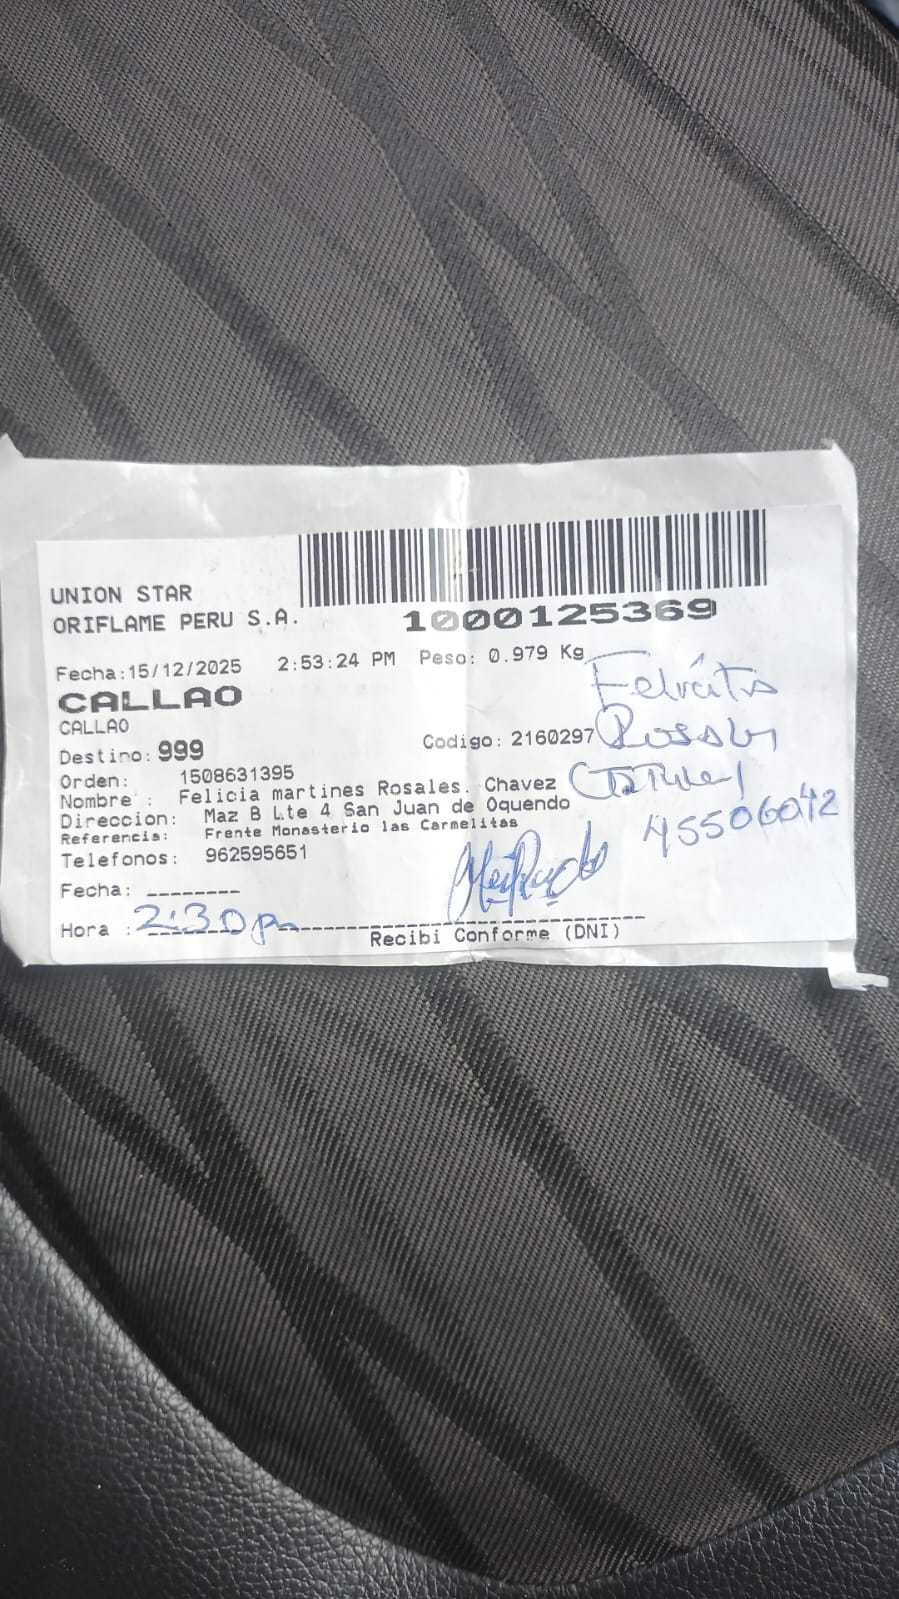 UNION STAR
ORIFLAME PERU S.A.
1000125369
Fecha:15/12/2025 2:53:24 PM Peso: 0.979 Kg
CALLAO
CALLAO
Destino: 999 Codigo: 2160297
Orden: 1508631395
Nombre : Felicia martines Rosales. Chavez
Direccion: Maz B Lte 4 San Juan de Oquendo
Referencia: Frente Monasterio las Carmelitas
Telefonos: 962595651
Fecha: --------
Hora : 2:30 pm
Recibi Conforme (DNI)
Rosales
45506042